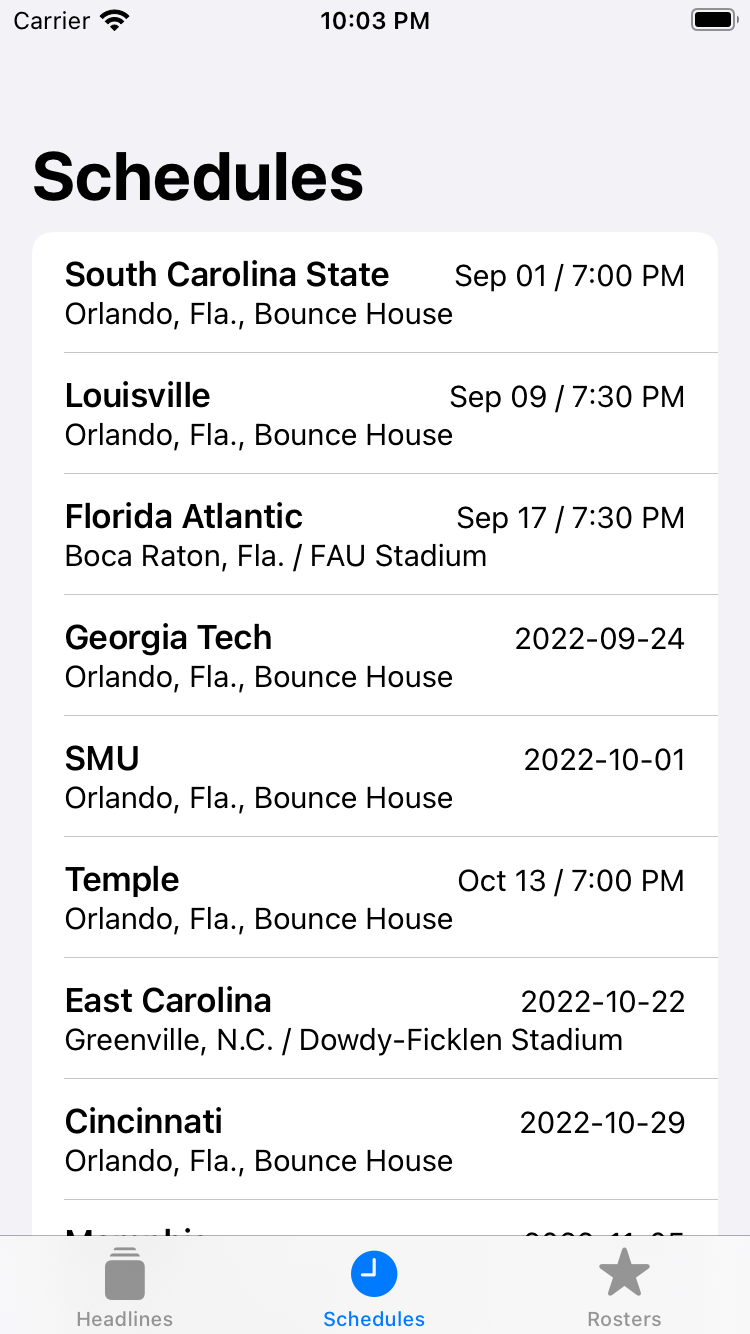 Carrier 10:03 PM
Schedules
South Carolina State Sep 01 / 7:00 PM
Orlando, Fla., Bounce House
Louisville Sep 09 / 7:30 PM
Orlando, Fla., Bounce House
Florida Atlantic Sep 17 / 7:30 PM
Boca Raton, Fla. / FAU Stadium
Georgia Tech 2022-09-24
Orlando, Fla., Bounce House
SMU 2022-10-01
Orlando, Fla., Bounce House
Temple Oct 13 / 7:00 PM
Orlando, Fla., Bounce House
East Carolina 2022-10-22
Greenville, N.C. / Dowdy-Ficklen Stadium
Cincinnati 2022-10-29
Orlando, Fla., Bounce House
Headlines Schedules Rosters